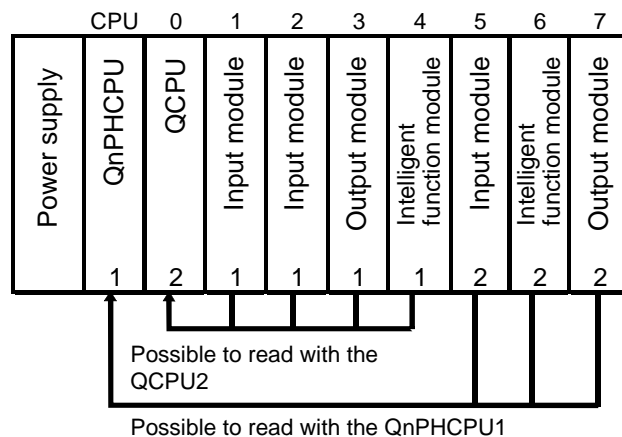 CPU 0 1 2 3 4 5 6 7
Power supply
QnPHCPU
QCPU
Input module
Input module
Output module
Intelligent
function module
Input module
Intelligent
function module
Output module
1 2 1 1 1 1 2 2 2
Possible to read with the
QCPU2
Possible to read with the QnPHCPU1